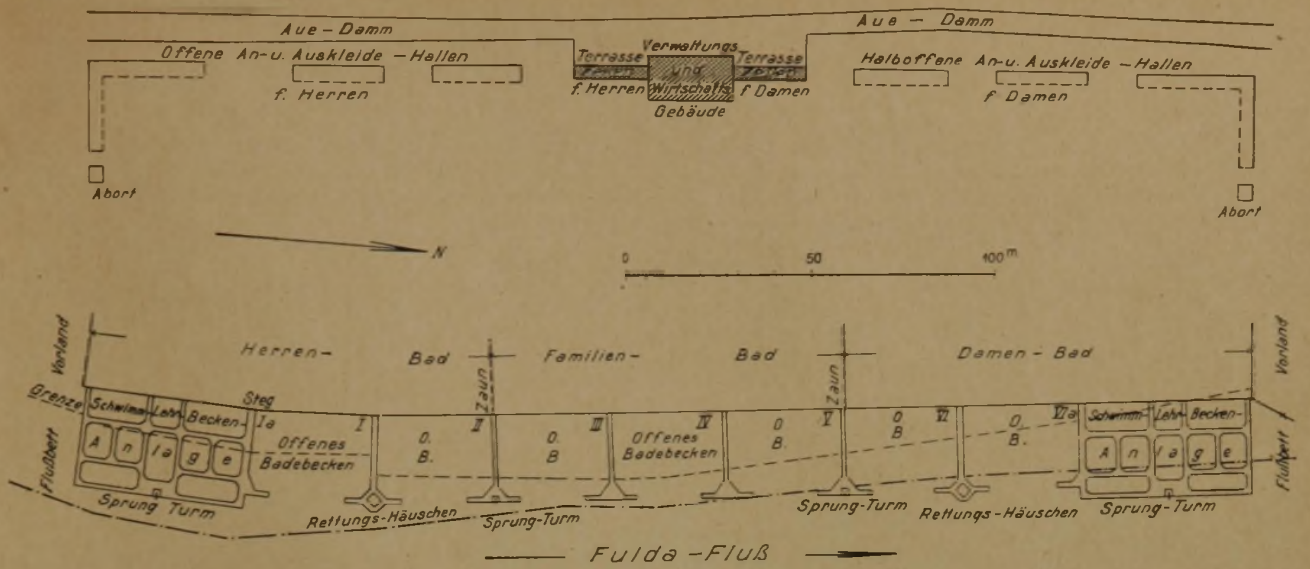 Aue - Damm
Aue - Damm
Offene An-u. Auskleide - Hallen
f. Herren
Terrasse
Zellen
f. Herren
Verwaltungs
und
Wirtschafts
Gebäude
Terrasse
Zellen
f Damen
Halboffene An-u. Auskleide - Hallen
f. Damen
Abort
Abort
N
0 50 100 m.
Vorland
Herren - Bad
Zaun
Familien - Bad
Zaun
Damen - Bad
Vorland
Grenze
Flußbett
Schwimm- Lehr- Becken-
A n l a g e
Sprung Turm
Steg
Ia
Offenes
Badebecken
I
Rettungs-Häuschen
O.
B.
II
Sprung-Turm
O.
B
III
Offenes
Badebecken
IV
O.
B
V
Sprung-Turm
O.
B
VI
Rettungs-Häuschen
O.
B.
VIa
Schwimm- Lehr- Becken-
A n l a g e
Sprung-Turm
Flußbett
Fulda - Fluß